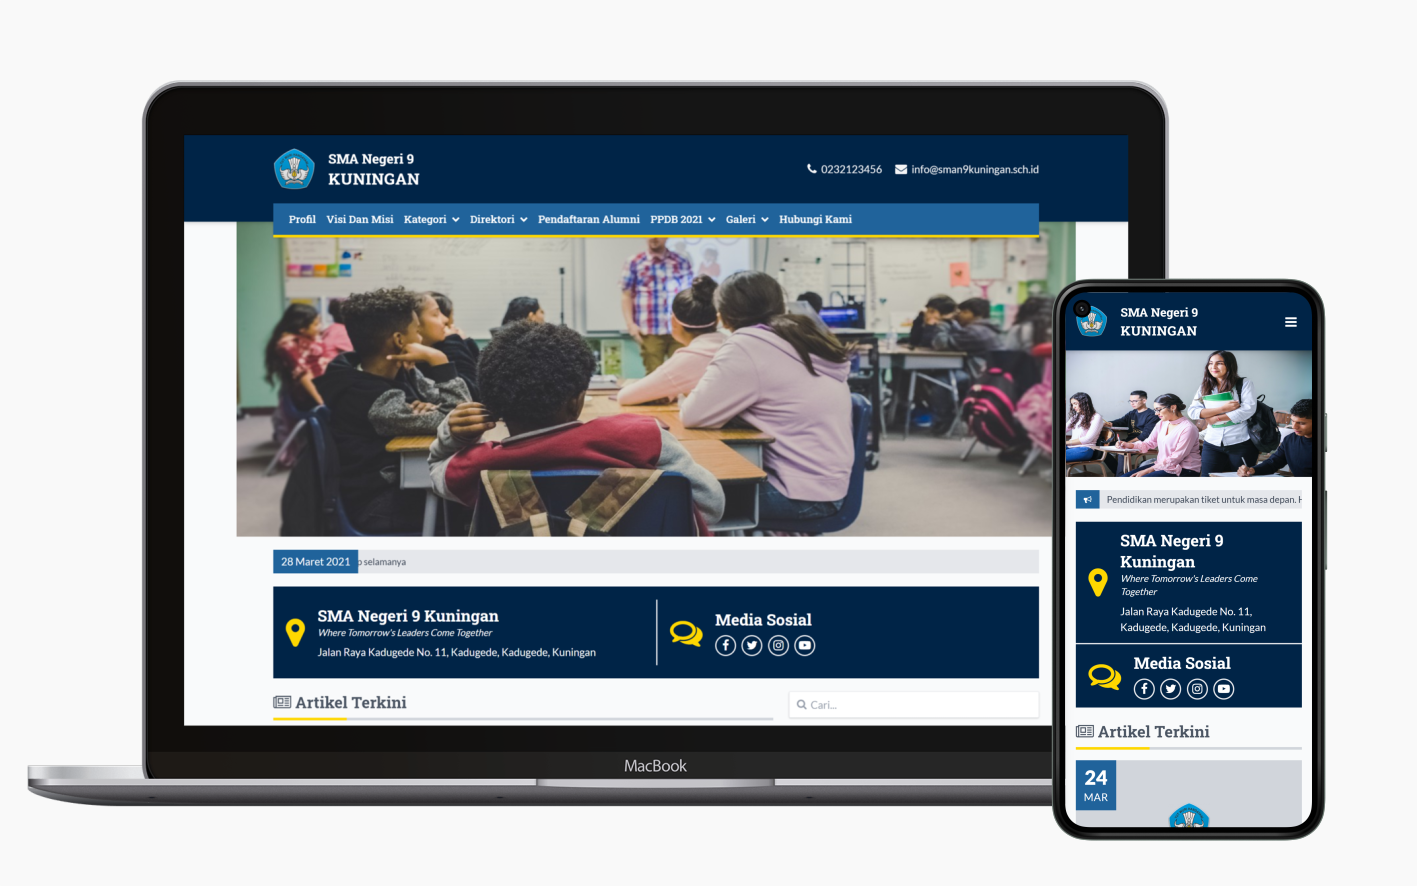 SMA Negeri 9
KUNINGAN
0232123456 info@sman9kuningan.sch.id
Profil Visi Dan Misi Kategori Direktori Pendaftaran Alumni PPDB 2021 Galeri Hubungi Kami
28 Maret 2021 selamanya
SMA Negeri 9 Kuningan
Where Tomorrow's Leaders Come Together
Jalan Raya Kadugede No. 11, Kadugede, Kadugede, Kuningan
Media Sosial
Artikel Terkini
Cari...
MacBook
SMA Negeri 9
KUNINGAN
Pendidikan merupakan tiket untuk masa depan. H
SMA Negeri 9
Kuningan
Where Tomorrow's Leaders Come
Together
Jalan Raya Kadugede No. 11,
Kadugede, Kadugede, Kuningan
Media Sosial
Artikel Terkini
24
MAR